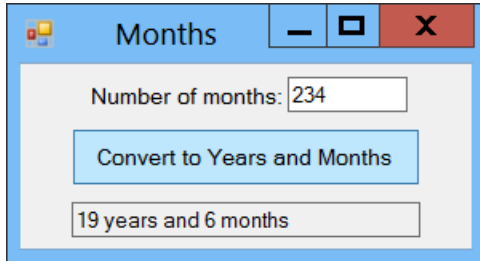 Months
Number of months: 234
Convert to Years and Months
19 years and 6 months